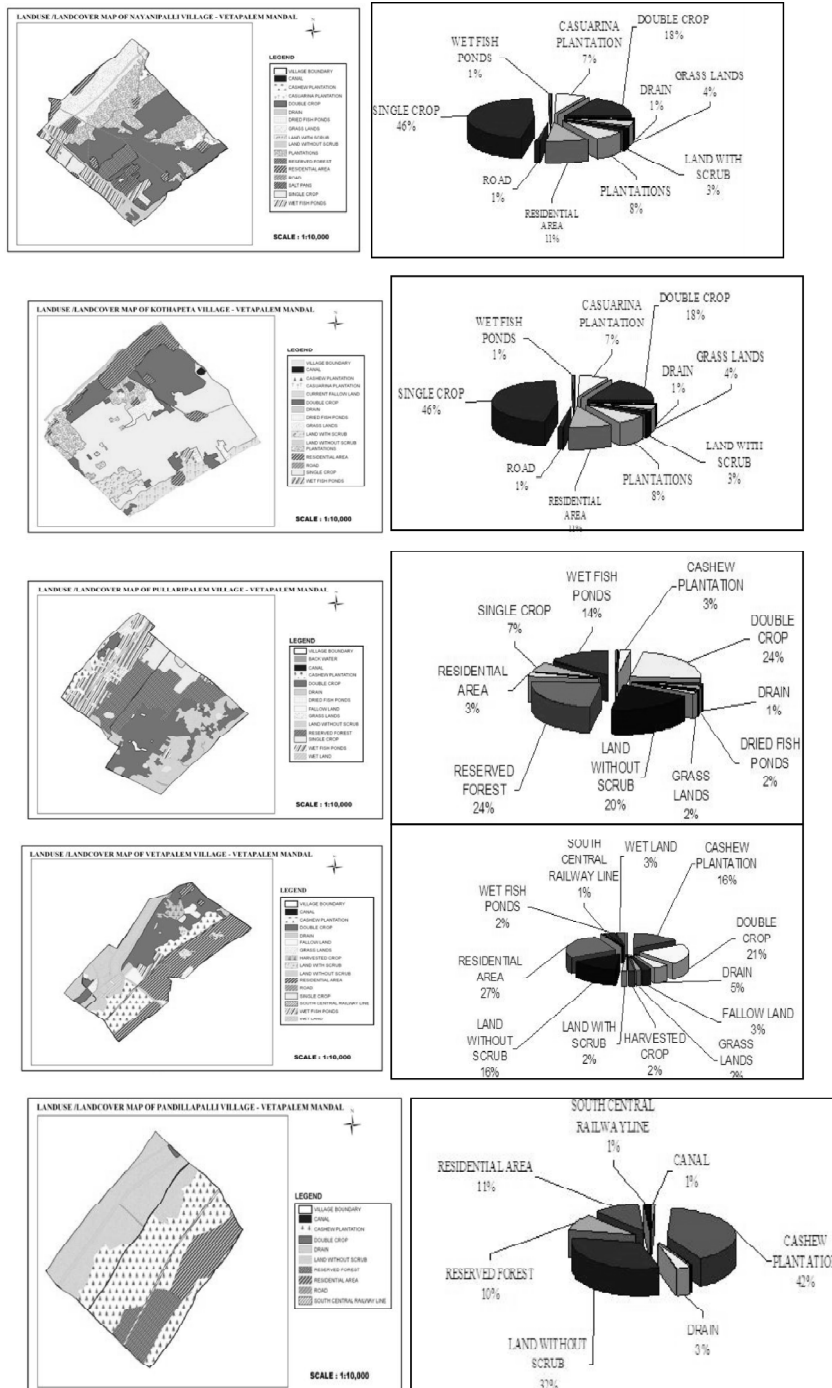 LANDUSE /LANDCOVER MAP OF NAYANIPALLI VILLAGE - VETAPALEM MANDAL
N
LEGEND
VILLAGE BOUNDARY
CANAL
CASHEW PLANTATION
CASUARINA PLANTATION
DOUBLE CROP
DRAIN
DRIED FISH PONDS
GRASS LANDS
LAND WITH SCRUB
LAND WITHOUT SCRUB
PLANTATIONS
RESERVED FOREST
RESIDENTIAL AREA
ROAD
SALT PANS
SINGLE CROP
WET FISH PONDS
SCALE : 1:10,000
WET FISH
PONDS
1%
CASUARINA
PLANTATION
7%
DOUBLE CROP
18%
GRASS LANDS
4%
DRAIN
1%
LAND WITH
SCRUB
3%
PLANTATIONS
8%
RESIDENTIAL
AREA
11%
ROAD
1%
SINGLE CROP
46%
LANDUSE /LANDCOVER MAP OF KOTHAPETA VILLAGE - VETAPALEM MANDAL
N
LEGEND
VILLAGE BOUNDARY
CANAL
CASHEW PLANTATION
CASUARINA PLANTATION
CURRENT FALLOW LAND
DOUBLE CROP
DRAIN
DRIED FISH PONDS
GRASS LANDS
LAND WITH SCRUB
LAND WITHOUT SCRUB
PLANTATIONS
RESIDENTIAL AREA
ROAD
SINGLE CROP
WET FISH PONDS
SCALE : 1:10,000
WET FISH
PONDS
1%
CASUARINA
PLANTATION
7%
DOUBLE CROP
18%
GRASS LANDS
4%
DRAIN
1%
LAND WITH
SCRUB
3%
PLANTATIONS
8%
RESIDENTIAL
AREA
11%
ROAD
1%
SINGLE CROP
46%
LANDUSE /LANDCOVER MAP OF PULLARIPALEM VILLAGE - VETAPALEM MANDAL
N
LEGEND
VILLAGE BOUNDARY
BACK WATER
CANAL
CASHEW PLANTATION
DOUBLE CROP
DRAIN
DRIED FISH PONDS
FALLOW LAND
GRASS LANDS
LAND WITHOUT SCRUB
RESERVED FOREST
SINGLE CROP
WET FISH PONDS
WET LAND
SCALE : 1:10,000
WET FISH
PONDS
14%
CASHEW
PLANTATION
3%
DOUBLE
CROP
24%
DRAIN
1%
DRIED FISH
PONDS
2%
GRASS
LANDS
2%
LAND
WITHOUT
SCRUB
20%
RESERVED
FOREST
24%
RESIDENTIAL
AREA
3%
SINGLE CROP
7%
LANDUSE /LANDCOVER MAP OF VETAPALEM VILLAGE - VETAPALEM MANDAL
N
LEGEND
VILLAGE BOUNDARY
CANAL
CASHEW PLANTATION
DOUBLE CROP
DRAIN
FALLOW LAND
GRASS LANDS
HARVESTED CROP
LAND WITH SCRUB
LAND WITHOUT SCRUB
RESIDENTIAL AREA
ROAD
SINGLE CROP
SOUTH CENTRAL RAILWAY LINE
WET FISH PONDS
WET LAND
SCALE : 1:10,000
SOUTH
CENTRAL
RAILWAY LINE
1%
WET LAND
3%
CASHEW
PLANTATION
16%
DOUBLE
CROP
21%
DRAIN
5%
FALLOW LAND
3%
GRASS
LANDS
2%
HARVESTED
CROP
2%
LAND WITH
SCRUB
2%
LAND
WITHOUT
SCRUB
16%
RESIDENTIAL
AREA
27%
WET FISH
PONDS
2%
LANDUSE /LANDCOVER MAP OF PANDILLAPALLI VILLAGE - VETAPALEM MANDAL
N
LEGEND
VILLAGE BOUNDARY
CANAL
CASHEW PLANTATION
DOUBLE CROP
DRAIN
LAND WITHOUT SCRUB
RESERVED FOREST
RESIDENTIAL AREA
ROAD
SOUTH CENTRAL RAILWAY LINE
SCALE : 1:10,000
SOUTH CENTRAL
RAILWAY LINE
1%
CANAL
1%
CASHEW
PLANTATION
42%
DRAIN
3%
LAND WITHOUT
SCRUB
32%
RESERVED FOREST
10%
RESIDENTIAL AREA
11%